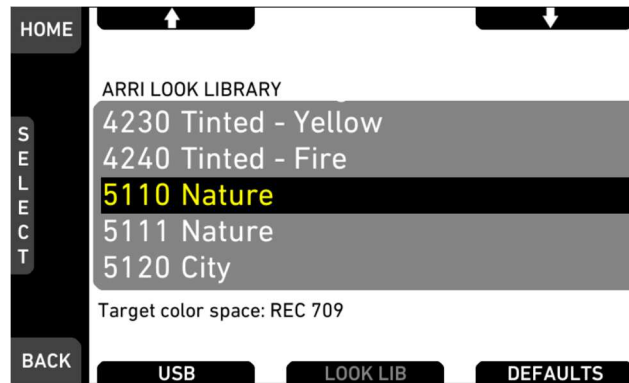 HOME
ARRI LOOK LIBRARY
4230 Tinted - Yellow
4240 Tinted - Fire
SELECT
5110 Nature
5111 Nature
5120 City
Target color space: REC 709
BACK
USB
LOOK LIB
DEFAULTS